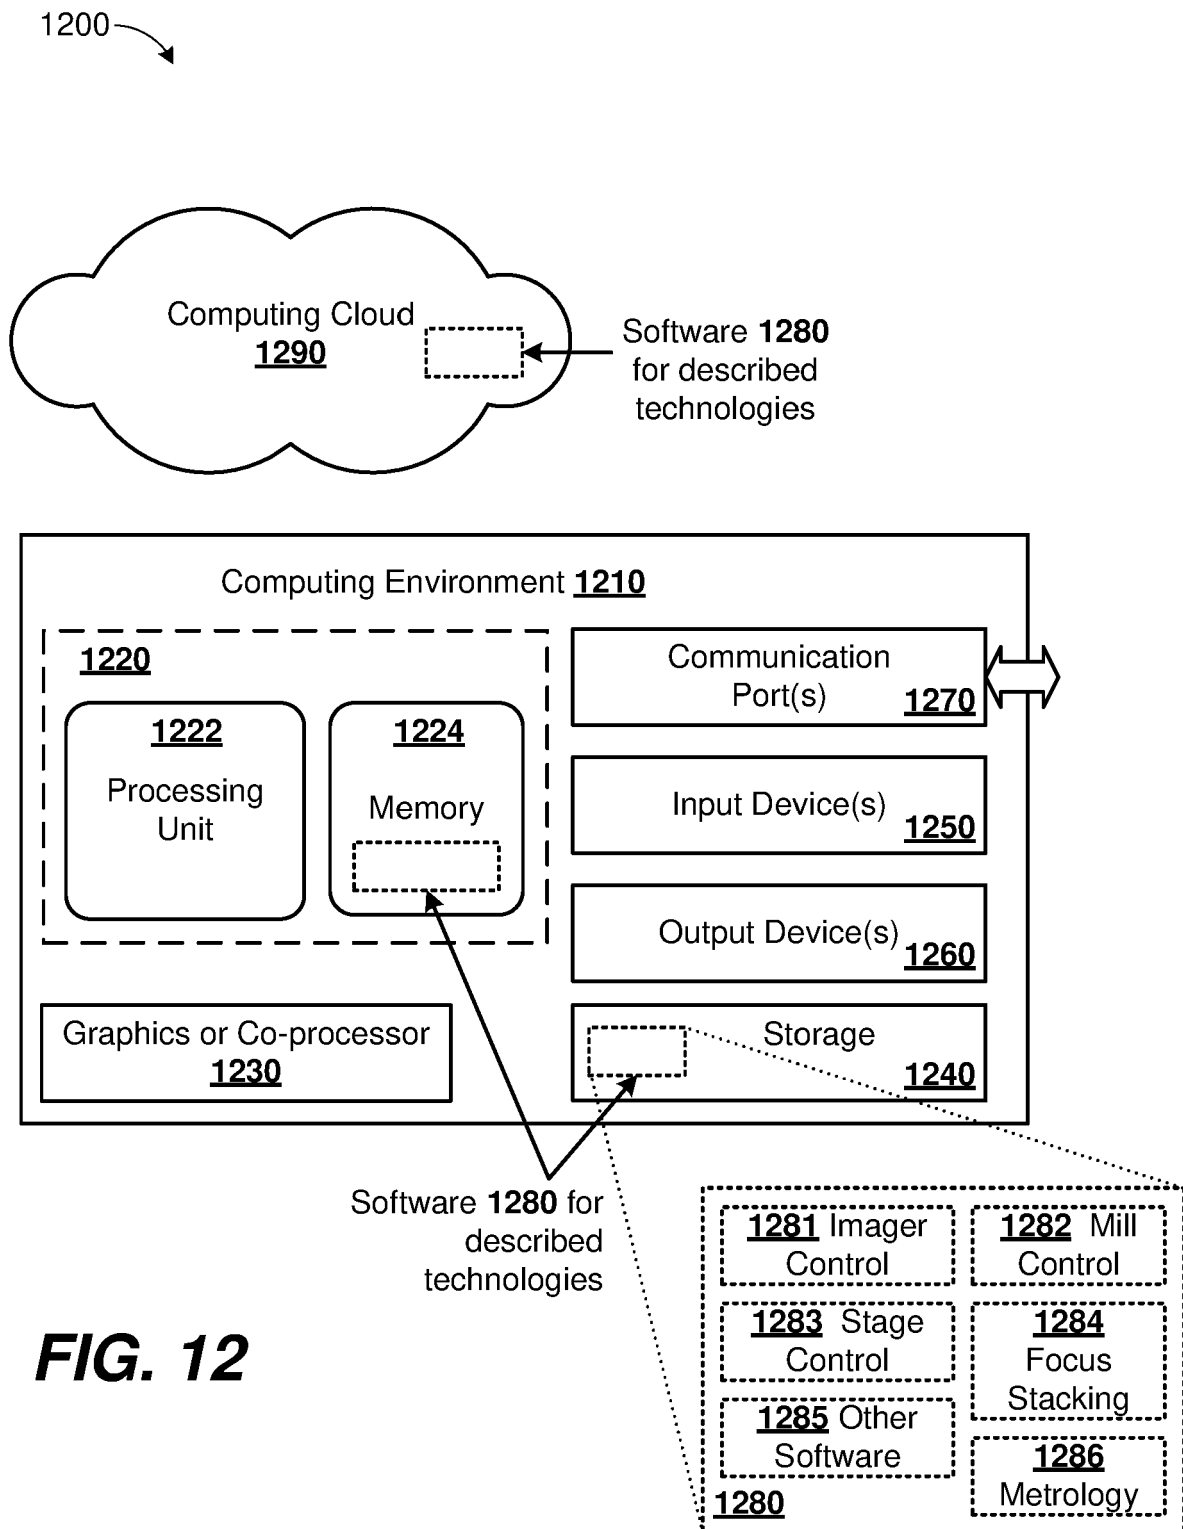 1200
Computing Cloud
1290
Software 1280
for described
technologies
Computing Environment 1210
1220
1222
Processing
Unit
1224
Memory
Communication
Port(s)
1270
Input Device(s)
1250
Output Device(s)
1260
Graphics or Co-processor
1230
Storage
1240
Software 1280 for
described
technologies
1281 Imager
Control
1282 Mill
Control
1283 Stage
Control
1284
Focus
Stacking
1285 Other
Software
1286
Metrology
1280
FIG. 12